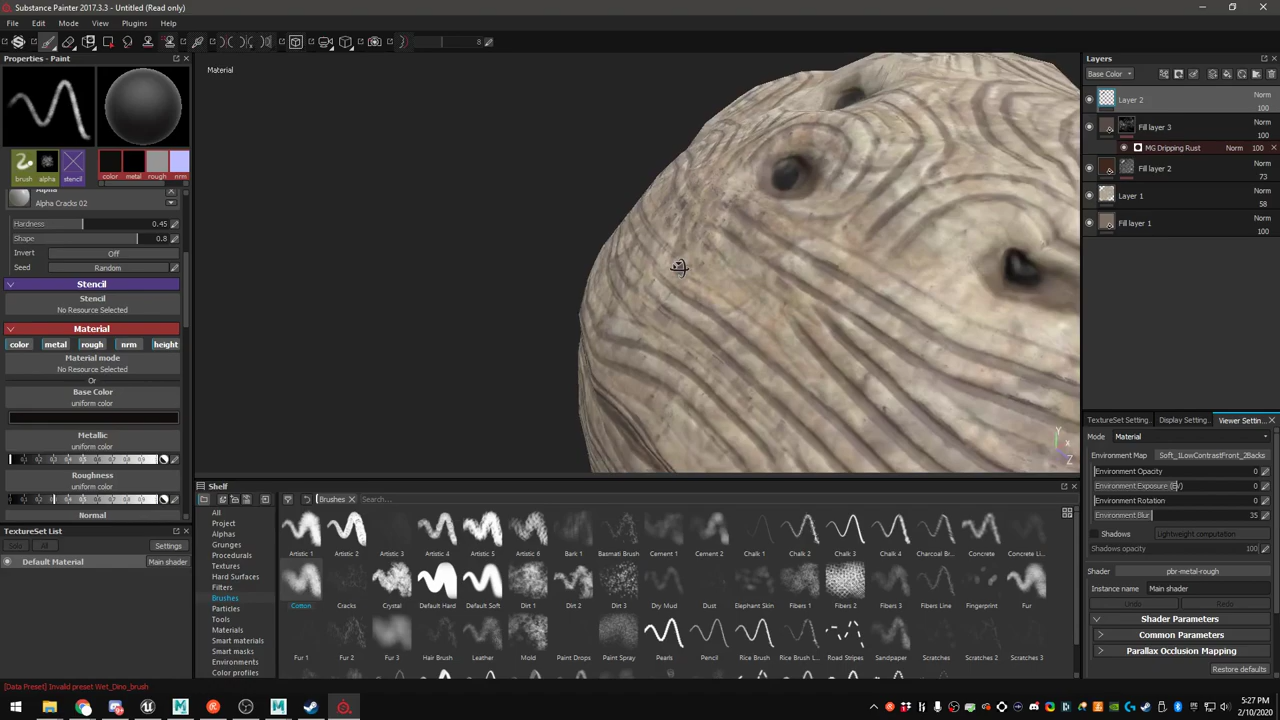 Substance Painter 2017.3.3 - Untitled (Read only)
File Edit Mode View Plugins Help
8
Properties - Paint
brush alpha stencil color metal rough nrm
Alpha
Alpha Cracks 02
Hardness 0.45
Shape 0.8
Invert Off
Seed Random
Stencil
Stencil
No Resource Selected
Material
color metal rough nrm height
Material mode
No Resource Selected
Or
Base Color
uniform color
Metallic
uniform color
Roughness
uniform color
Normal
TextureSet List
Solo All Settings
Default Material Main shader
Material
Y
X
Z
Shelf
Brushes Search...
All
Project
Alphas
Grunges
Procedurals
Textures
Hard Surfaces
Filters
Brushes
Particles
Tools
Materials
Smart materials
Smart masks
Environments
Color profiles
Artistic 1 Artistic 2 Artistic 3 Artistic 4 Artistic 5 Artistic 6 Bark 1 Basmati Brush Cement 1 Cement 2 Chalk 1 Chalk 2 Chalk 3 Chalk 4 Charcoal Br... Concrete Concrete Li...
Cotton Cracks Crystal Default Hard Default Soft Dirt 1 Dirt 2 Dirt 3 Dry Mud Dust Elephant Skin Fibers 1 Fibers 2 Fibers 3 Fibers Line Fingerprint Fur
Fur 1 Fur 2 Fur 3 Hair Brush Leather Mold Paint Drops Paint Spray Pearls Pencil Rice Brush Rice Brush L... Road Stripes Sandpaper Scratches Scratches 2 Scratches 3
Layers
Base Color
Layer 2 Norm
100
Fill layer 3 Norm
100
MG Dripping Rust Norm 100
Fill layer 2 Norm
73
Layer 1 Norm
58
Fill layer 1 Norm
100
TextureSet Setting Display Setting Viewer Settin...
Mode Material
Environment Map Soft_1LowContrastFront_2Backs
Environment Opacity 0
Environment Exposure (EV) 0
Environment Rotation 0
Environment Blur 35
Shadows Lightweight computation
Shadows opacity 100
Shader pbr-metal-rough
Instance name Main shader
Undo Redo
Shader Parameters
Common Parameters
Parallax Occlusion Mapping
Restore defaults
[Data Preset] Invalid preset Wet_Dino_brush
5:27 PM
2/10/2020